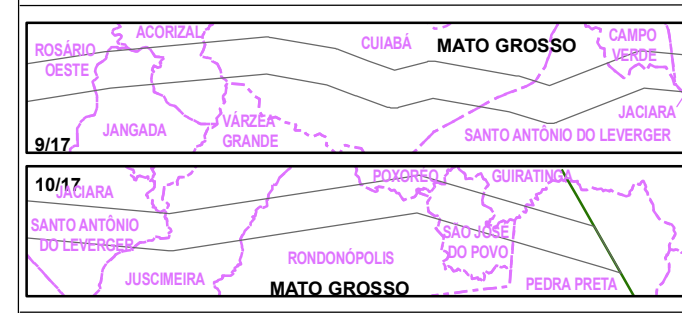 ACORIZAL
ROSÁRIO
OESTE
CUIABÁ
MATO GROSSO
CAMPO
VERDE
JANGADA
VÁRZEA
GRANDE
JACIARA
SANTO ANTÔNIO DO LEVERGER
9/17
10/17
JACIARA
POXORÉO
GUIRATINGA
SANTO ANTÔNIO
DO LEVERGER
SÃO JOSÉ
DO POVO
RONDONÓPOLIS
JUSCIMEIRA
MATO GROSSO
PEDRA PRETA